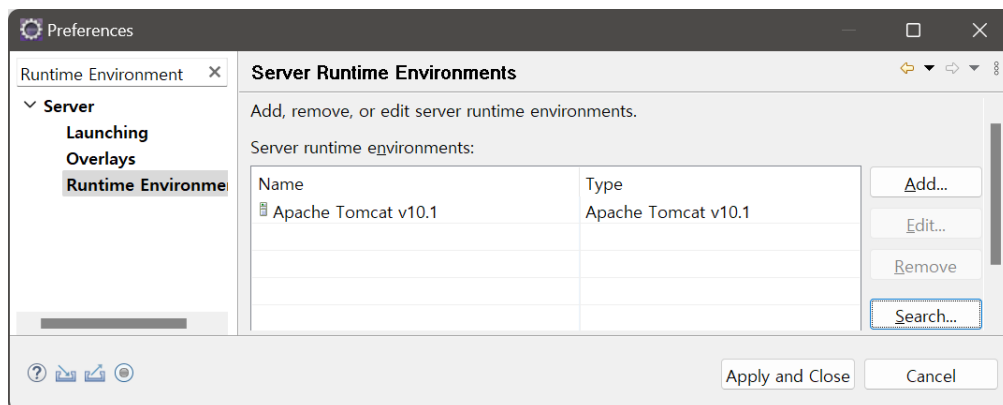 Preferences
Runtime Environment
Server Runtime Environments
Server
Launching
Overlays
Runtime Environme
Add, remove, or edit server runtime environments.
Server runtime environments:
Name Type
Apache Tomcat v10.1 Apache Tomcat v10.1
Add...
Edit...
Remove
Search...
Apply and Close Cancel